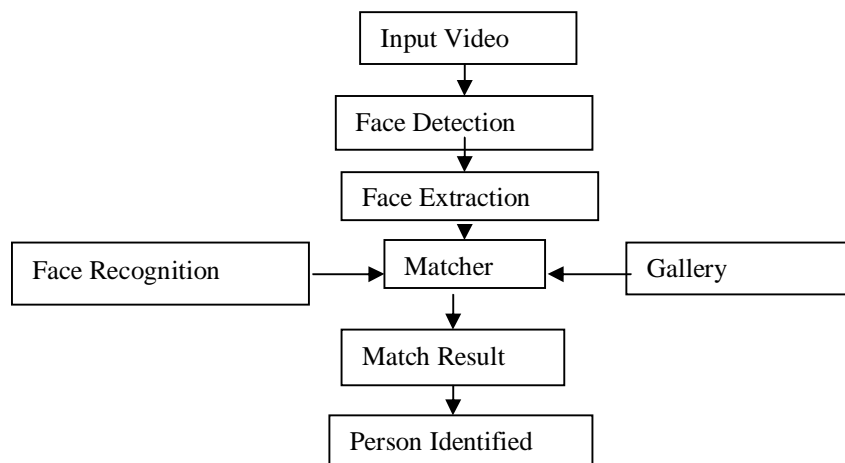 Input Video
Face Detection
Face Extraction
Face Recognition
Matcher
Gallery
Match Result
Person Identified